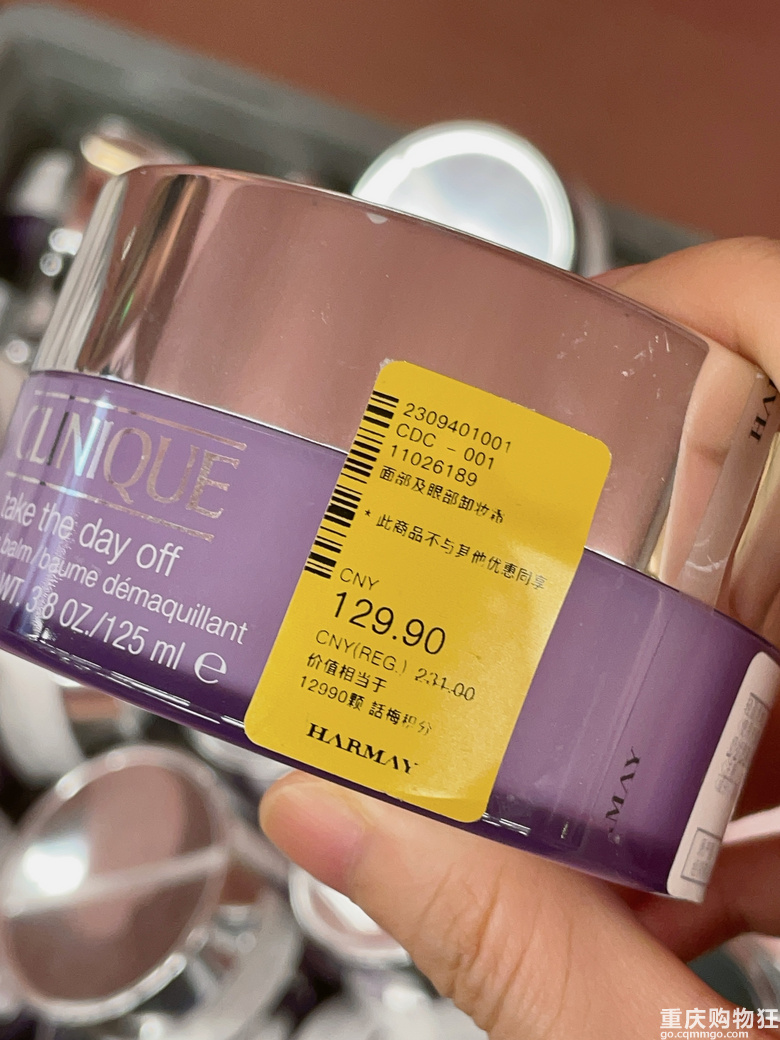 CLINIQUE
take the day off
balm/baume démaquillant
WT. 3.8 OZ./125 ml e
2309401001
CDC - 001
11026189
面部及眼部卸妆霜
* 此商品不与其他优惠同享
CNY
129.90
CNY(REG.) 231.00
价值相当于
12990颗 話梅积分
HARMAY
HA
MAY
重庆购物狂
go.cqmmgo.com